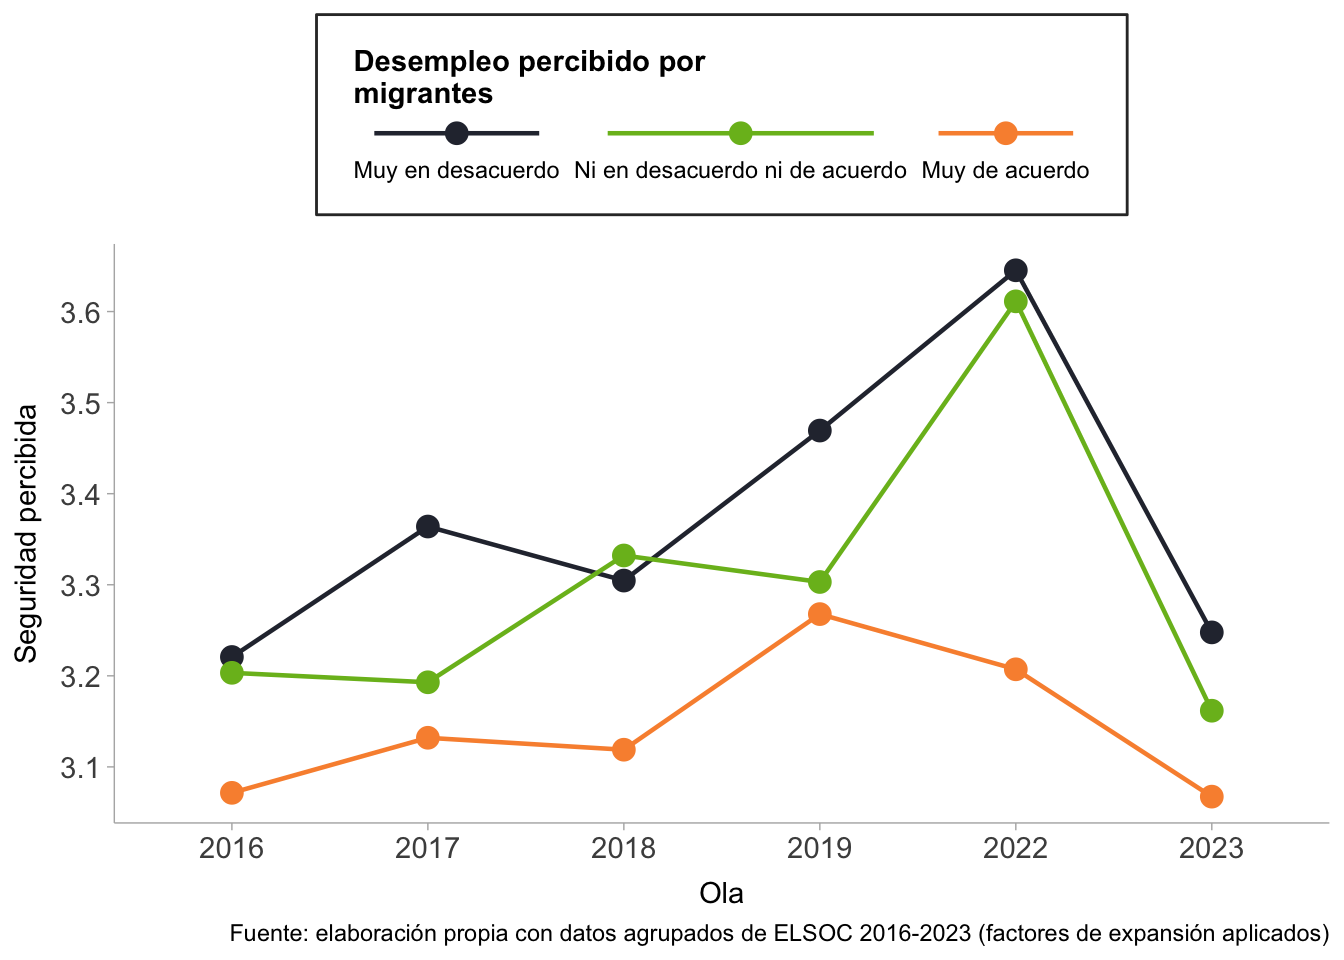 Desempleo percibido por
migrantes
Muy en desacuerdo Ni en desacuerdo ni de acuerdo Muy de acuerdo
Seguridad percibida
3.6
3.5
3.4
3.3
3.2
3.1
2016 2017 2018 2019 2022 2023
Ola
Fuente: elaboración propia con datos agrupados de ELSOC 2016-2023 (factores de expansión aplicados)